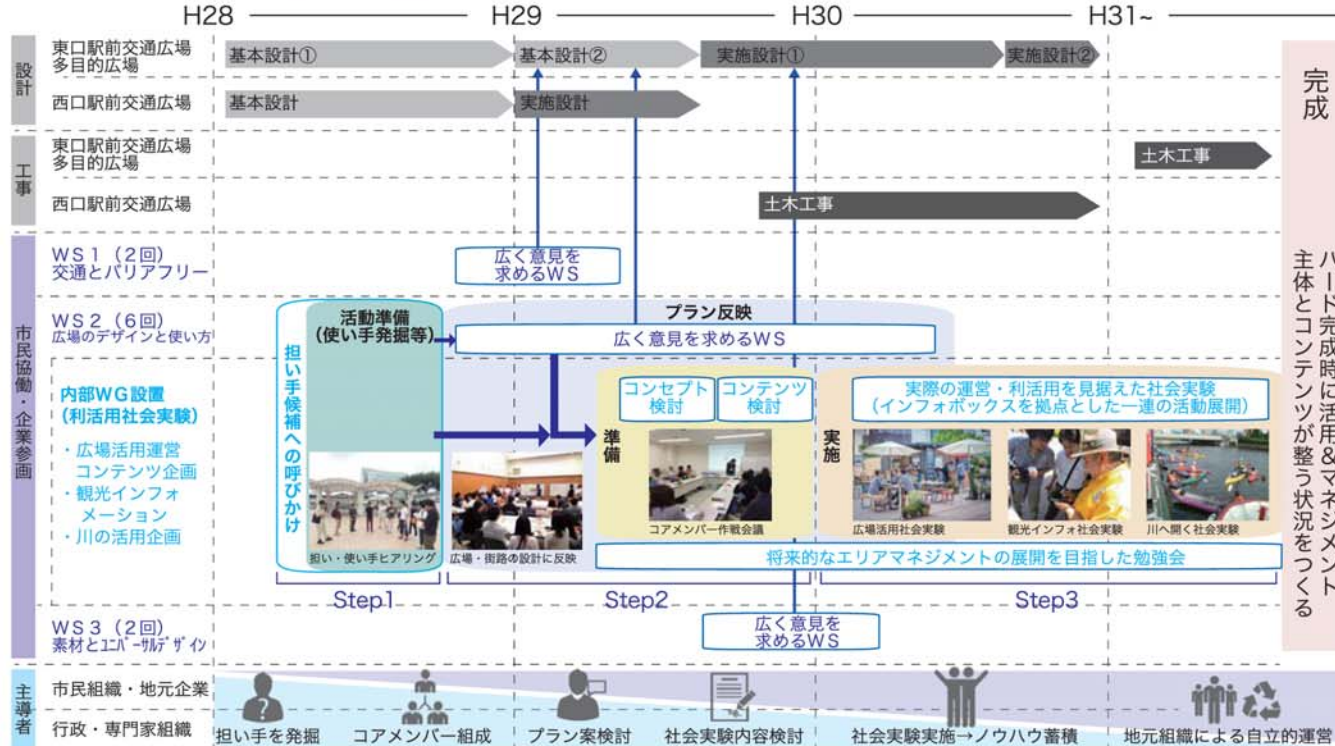 H28
H29
H30
H31~
設計
東口駅前交通広場
多目的広場
基本設計①
基本設計②
実施設計①
実施設計②
西口駅前交通広場
基本設計
実施設計
工事
東口駅前交通広場
多目的広場
土木工事
西口駅前交通広場
土木工事
完成
ハード完成時に活用&マネジメント
主体とコンテンツが整う状況をつくる
市民協働・企業参画
WS1(2回)
交通とバリアフリー
広く意見を
求めるWS
WS2(6回)
広場のデザインと使い方
活動準備
(使い手発掘等)
プラン反映
広く意見を求めるWS
担い手候補への呼びかけ
内部WG設置
(利活用社会実験)
・広場活用運営
コンテンツ企画
・観光インフォ
メーション
・川の活用企画
コンセプト
検討
コンテンツ
検討
準備
実施
実際の運営・利活用を見据えた社会実験
(インフォボックスを拠点とした一連の活動展開)
担い・使い手ヒアリング
広場・街路の設計に反映
コアメンバー作戦会議
広場活用社会実験
観光インフォ社会実験
川へ開く社会実験
将来的なエリアマネジメントの展開を目指した勉強会
Step1
Step2
Step3
WS3(2回)
素材とユニバーサルデザイン
広く意見を
求めるWS
主導者
市民組織・地元企業
行政・専門家組織
?
担い手を発掘
コアメンバー組成
プラン案検討
社会実験内容検討
社会実験実施→ノウハウ蓄積
地元組織による自立的運営